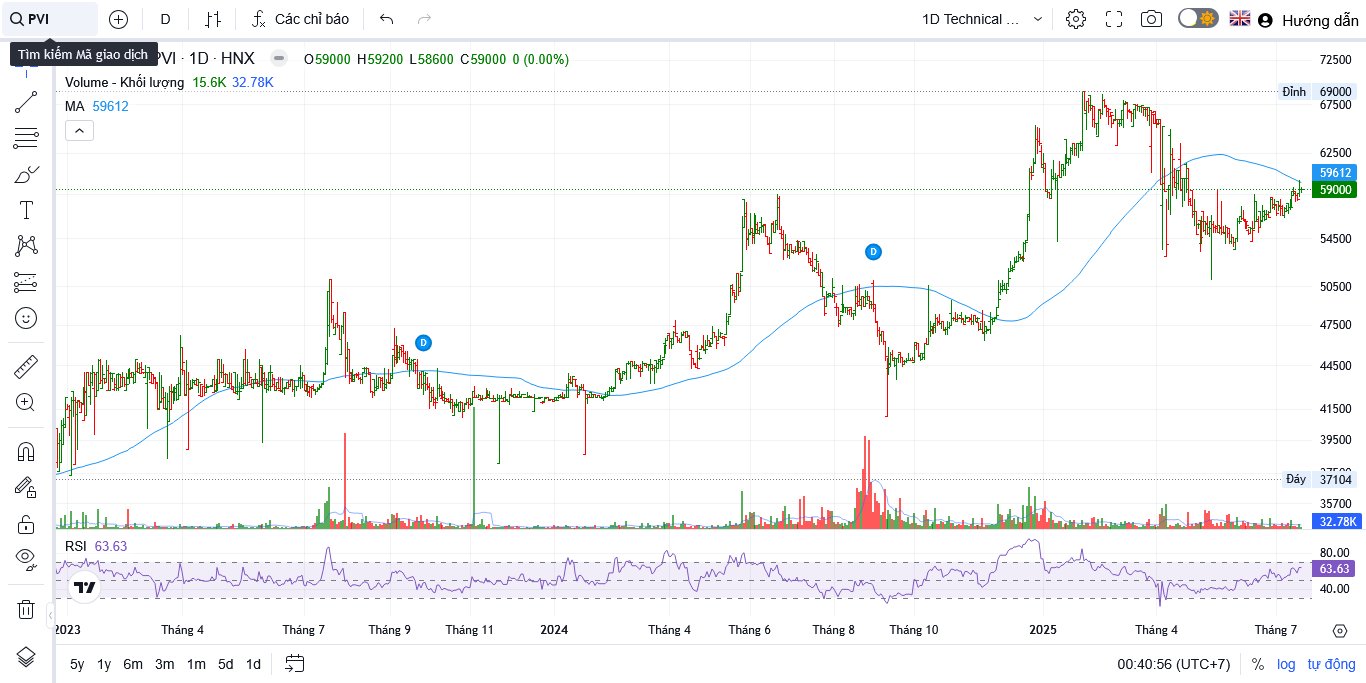 PVI D Các chỉ báo 1D Technical ... Hướng dẫn
Tìm kiếm Mã giao dịch
PVI · 1D · HNX O59000 H59200 L58600 C59000 0 (0.00%)
Volume - Khối lượng 15.6K 32.78K
MA 59612
72500
Đỉnh 69000
67500
62500
59612
59000
54500
50500
47500
44500
41500
39500
37500
Đáy 37104
35700
32.78K
D
D
RSI 63.63
80.00
63.63
40.00
2023 Tháng 4 Tháng 7 Tháng 9 Tháng 11 2024 Tháng 4 Tháng 6 Tháng 8 Tháng 10 2025 Tháng 4 Tháng 7
5y 1y 6m 3m 1m 5d 1d 00:40:56 (UTC+7) % log tự động